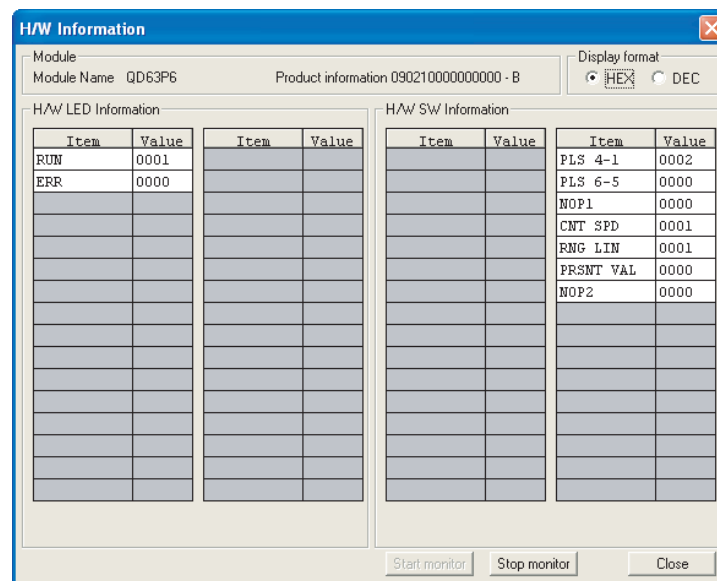 H/W Information
Module
Module Name QD63P6 Product information 090210000000000 - B
Display format
HEX DEC
H/W LED Information
Item Value Item Value
RUN 0001
ERR 0000
H/W SW Information
Item Value Item Value
PLS 4-1 0002
PLS 6-5 0000
NOP1 0000
CNT SPD 0001
RNG LIN 0001
PRSNT VAL 0000
NOP2 0000
Start monitor Stop monitor Close